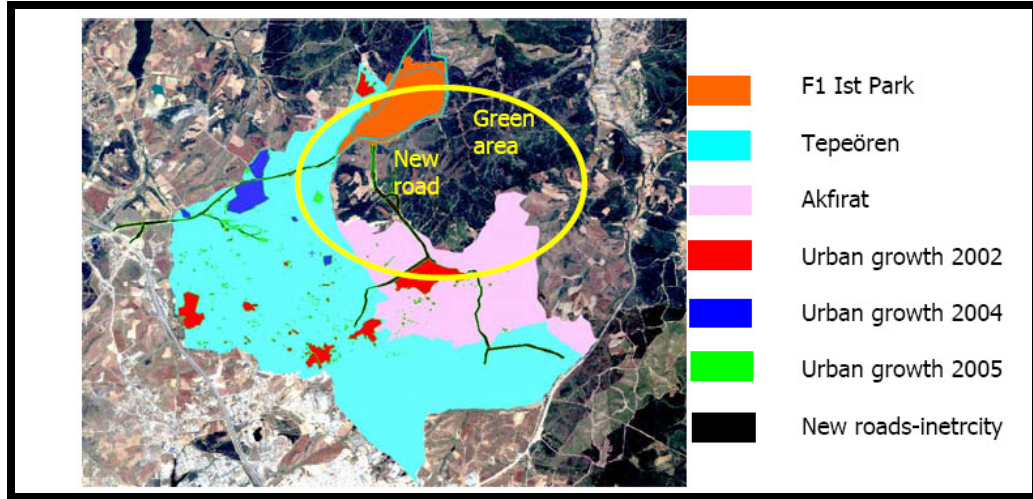 Green
area
New
road
F1 Ist Park
Tepeören
Akfırat
Urban growth 2002
Urban growth 2004
Urban growth 2005
New roads-inetrcity